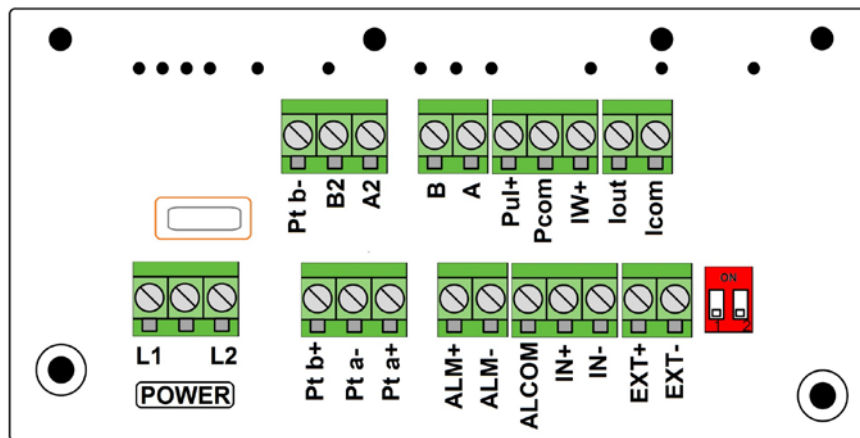 Pt b- B2 A2 B A Pul+ Pcom IW+ Iout Icom
ON
1 2
L1 L2 Pt b+ Pt a- Pt a+ ALM+ ALM- ALCOM IN+ IN- EXT+ EXT-
POWER